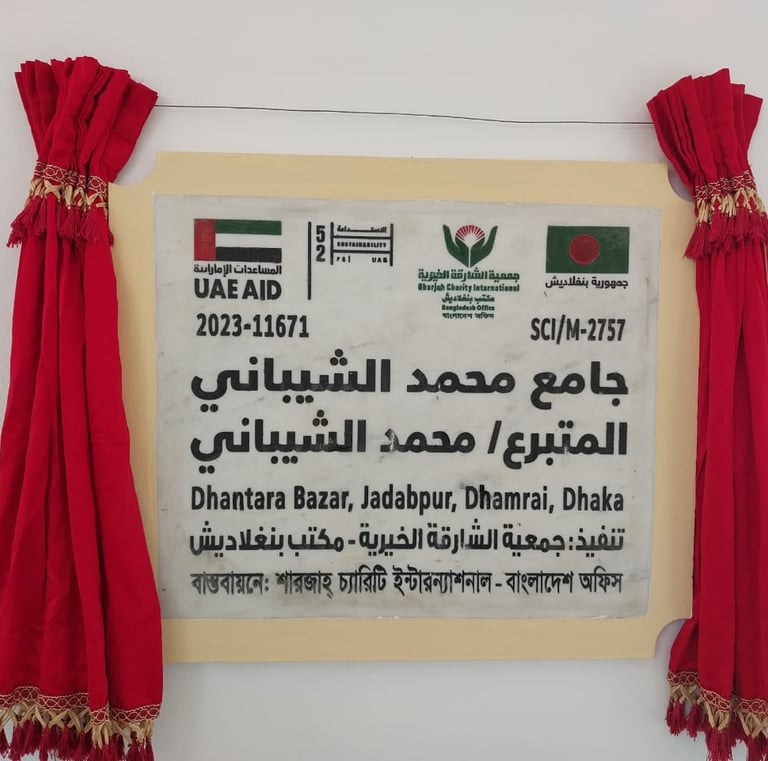 المساعدات الإماراتية
UAE AID
52
الاستدامة
SUSTAINABILITY
UAE
جمعية الشارقة الخيرية
Sharjah Charity International
مكتب بنغلاديش
Bangladesh Office
বাংলাদেশ অফিস
جمهورية بنغلاديش
2023-11671
SCI/M-2757
جامع محمد الشيباني
المتبرع/ محمد الشيباني
Dhantara Bazar, Jadabpur, Dhamrai, Dhaka
تنفيذ: جمعية الشارقة الخيرية - مكتب بنغلاديش
বাস্তবায়নে: শারজাহ্ চ্যারিটি ইন্টারন্যাশনাল - বাংলাদেশ অফিস